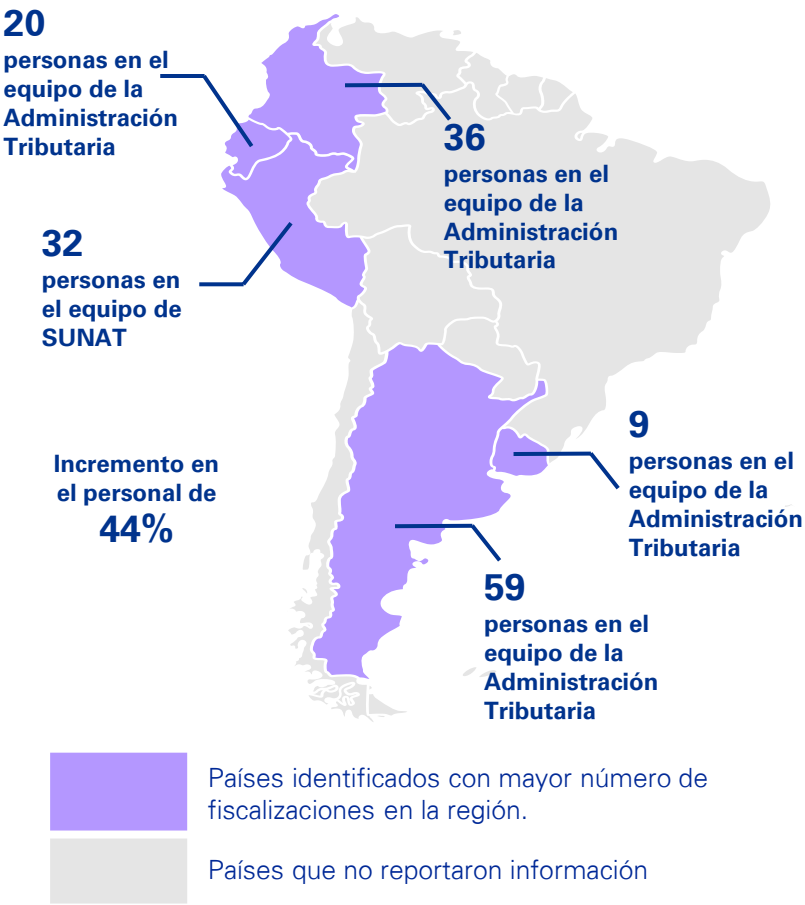 20
personas en el
equipo de la
Administración
Tributaria
36
personas en el
equipo de la
Administración
Tributaria
32
personas en
el equipo de
SUNAT
9
personas en el
equipo de la
Administración
Tributaria
Incremento en
el personal de
44%
59
personas en el
equipo de la
Administración
Tributaria
Países identificados con mayor número de
fiscalizaciones en la región.
Países que no reportaron información